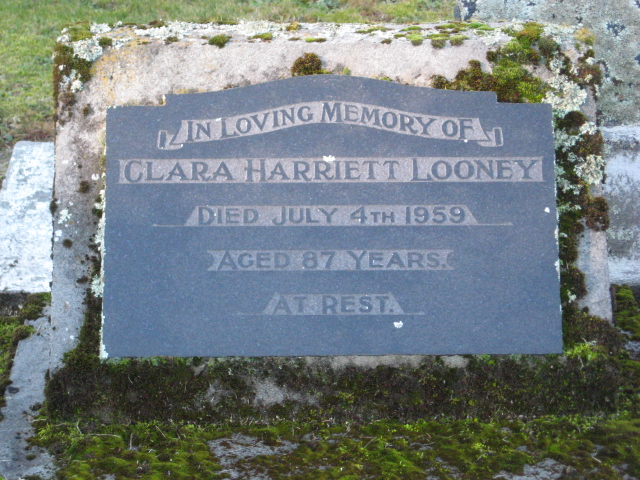 IN LOVING MEMORY OF
CLARA HARRIETT LOONEY
DIED JULY 4TH 1959
AGED 87 YEARS.
AT REST.